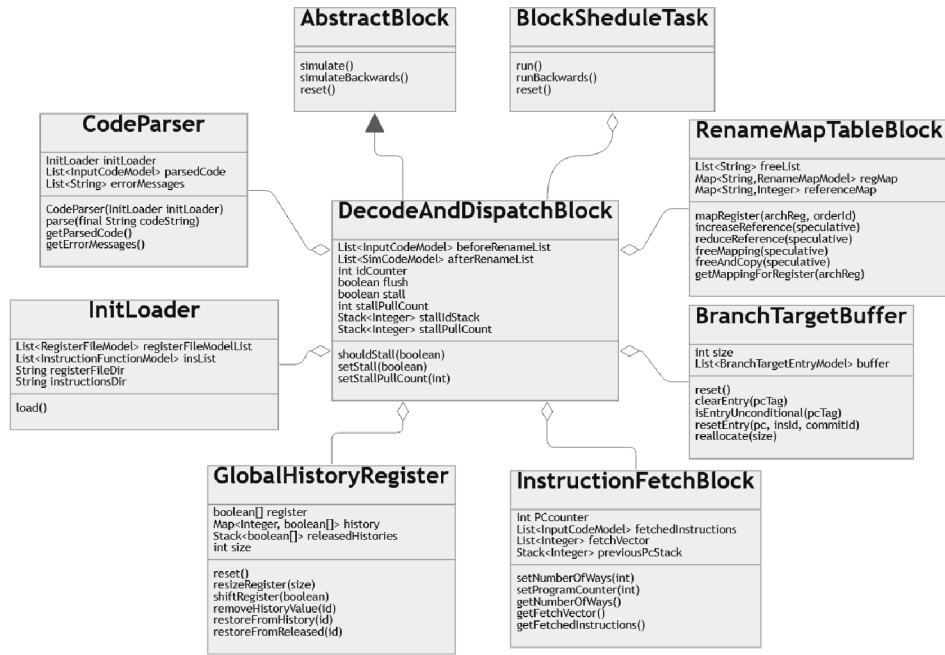 AbstractBlock
simulate()
simulateBackwards()
reset()
BlockSheduleTask
run()
runBackwards()
reset()
CodeParser
InitLoader initLoader
List<InputCodeModel> parsedCode
List<String> errorMessages
CodeParser(InitLoader initLoader)
parse(final String codeString)
getParsedCode()
getErrorMessages()
RenameMapTableBlock
List<String> freeList
Map<String,RenameMapModel> regMap
Map<String,Integer> referenceMap
mapRegister(archReg, orderId)
increaseReference(speculative)
reduceReference(speculative)
freeMapping(speculative)
freeAndCopy(speculative)
getMappingForRegister(archReg)
DecodeAndDispatchBlock
List<InputCodeModel> beforeRenameList
List<SimCodeModel> afterRenameList
int idCounter
boolean flush
boolean stall
int stallPullCount
Stack<Integer> stallIdStack
Stack<Integer> stallPullCount
shouldStall(boolean)
setStall(boolean)
setStallPullCount(int)
InitLoader
List<RegisterFileModel> registerFileModelList
List<InstructionFunctionModel> insList
String registerFileDir
String instructionsDir
load()
BranchTargetBuffer
int size
List<BranchTargetEntryModel> buffer
reset()
clearEntry(pcTag)
isEntryUnconditional(pcTag)
resetEntry(pc, insId, commitId)
reallocate(size)
GlobalHistoryRegister
boolean[] register
Map<Integer, boolean[]> history
Stack<boolean[]> releasedHistories
int size
reset()
resizeRegister(size)
shiftRegister(boolean)
removeHistoryValue(id)
restoreFromHistory(id)
restoreFromReleased(id)
InstructionFetchBlock
int PCcounter
List<InputCodeModel> fetchedInstructions
List<Integer> fetchVector
Stack<Integer> previousPcStack
setNumberOfWays(int)
setProgramCounter(int)
getNumberOfWays()
getFetchVector()
getFetchedInstructions()